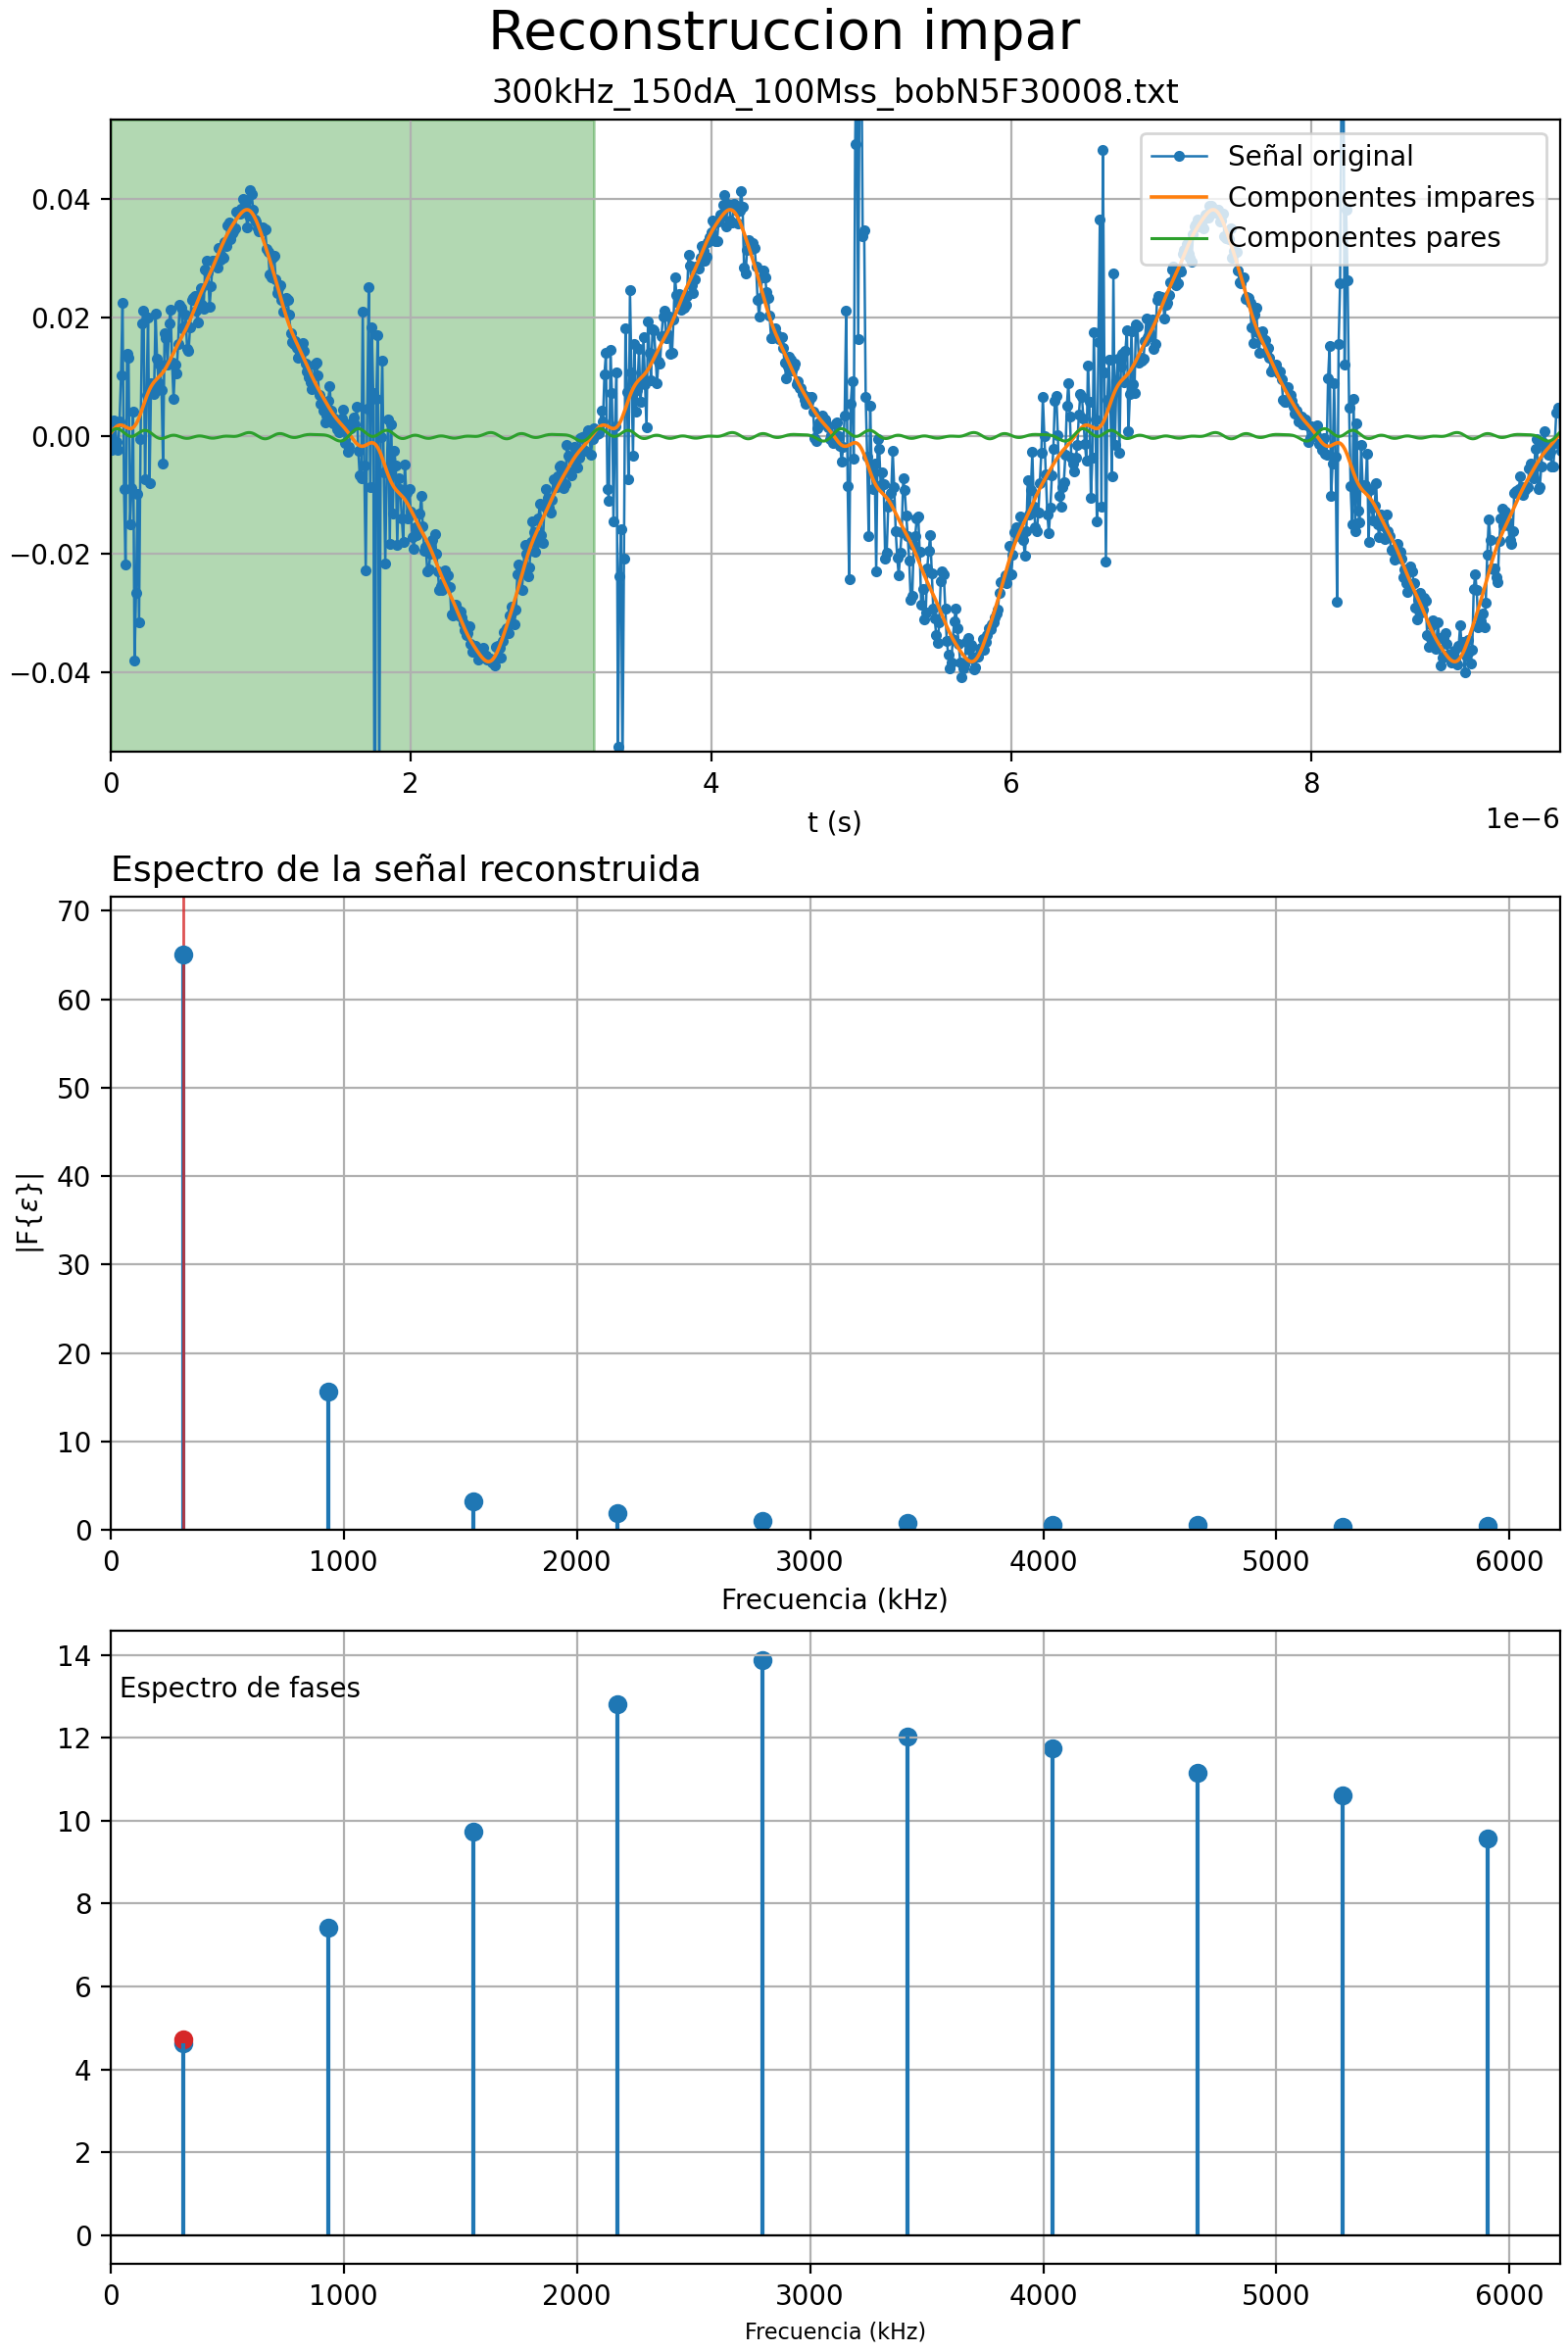 Reconstruccion impar
300kHz_150dA_100Mss_bobN5F30008.txt
Señal original
Componentes impares
Componentes pares
0.04
0.02
0.00
−0.02
−0.04
0 2 4 6 8
t (s)
1e−6
Espectro de la señal reconstruida
70
60
50
40
30
20
10
0
|F{ε}|
0 1000 2000 3000 4000 5000 6000
Frecuencia (kHz)
Espectro de fases
14
12
10
8
6
4
2
0
0 1000 2000 3000 4000 5000 6000
Frecuencia (kHz)